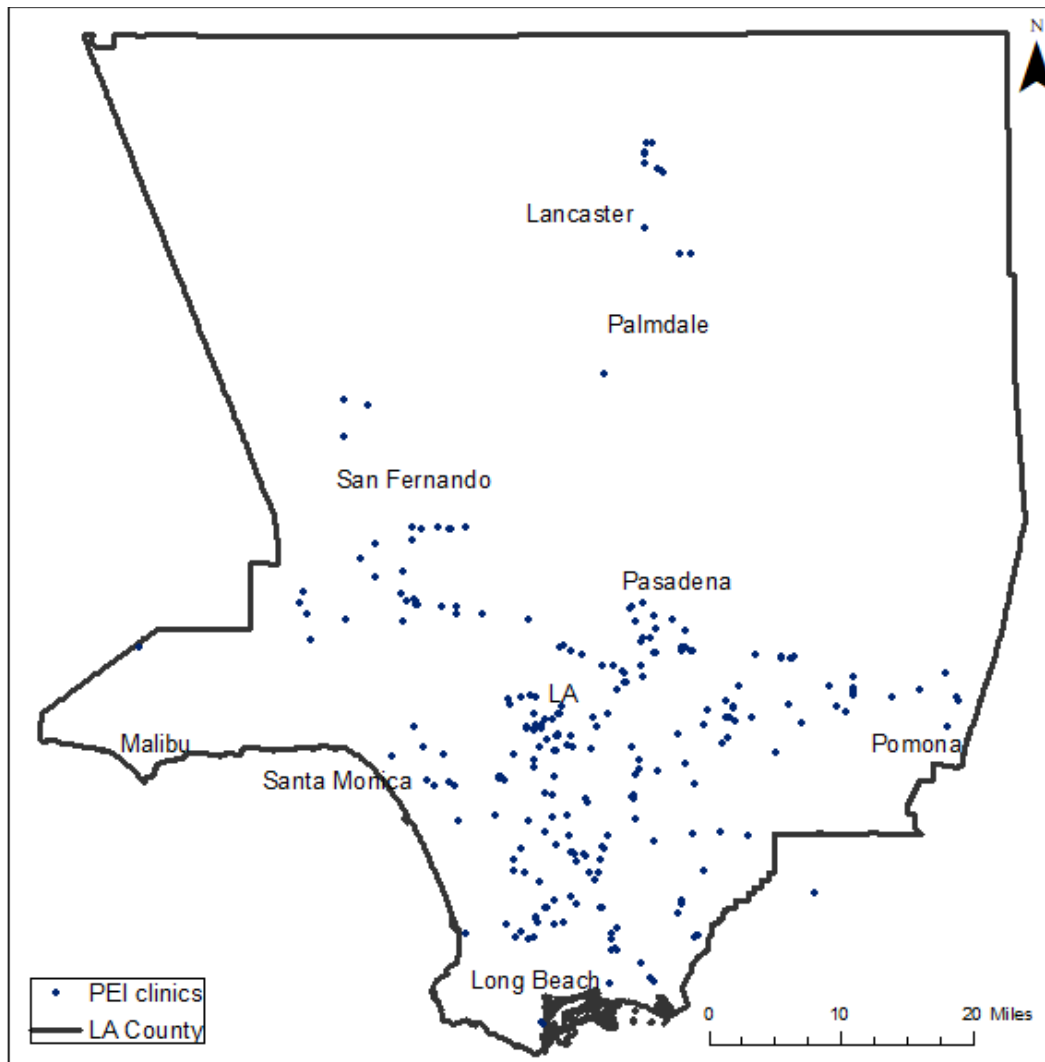 N
Lancaster
Palmdale
San Fernando
Pasadena
LA
Malibu
Pomona
Santa Monica
Long Beach
PEI clinics
LA County
0 10 20 Miles